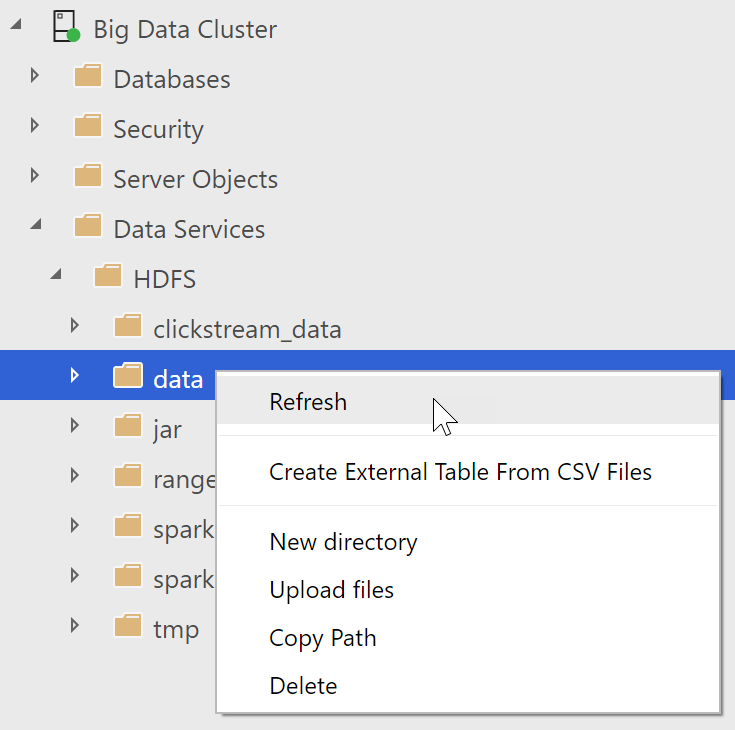 Big Data Cluster
Databases
Security
Server Objects
Data Services
HDFS
clickstream_data
data
Refresh
jar
Create External Table From CSV Files
range
spark
New directory
spark
Upload files
tmp
Copy Path
Delete